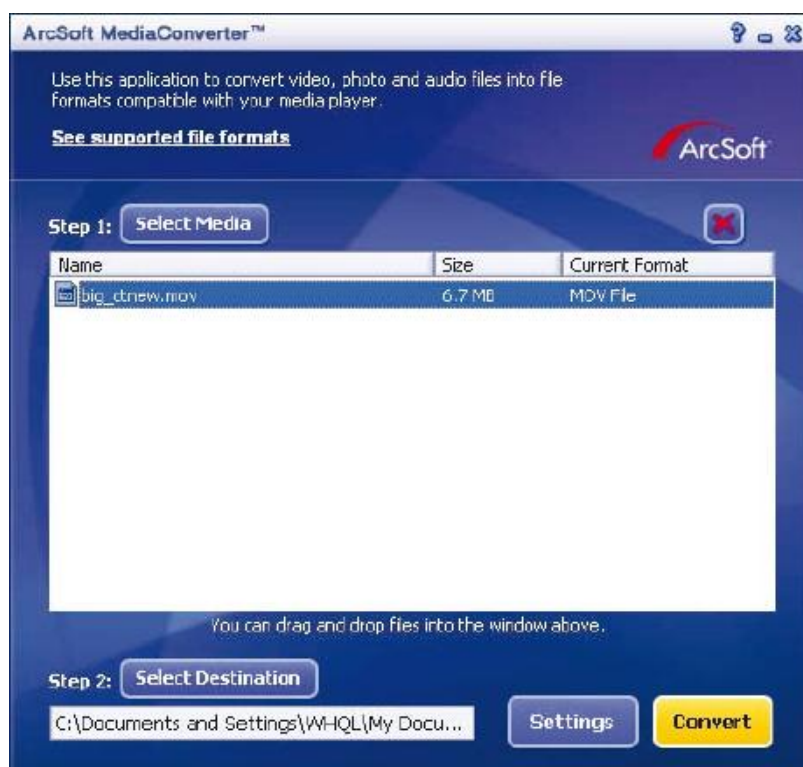 ArcSoft MediaConverter™
Use this application to convert video, photo and audio files into file
formats compatible with your media player.
See supported file formats
ArcSoft
Step 1: Select Media
Name Size Current Format
big_ctnew.mov 6.7 MB MOV File
You can drag and drop files into the window above.
Step 2: Select Destination
C:\Documents and Settings\WHQL\My Docu...
Settings Convert